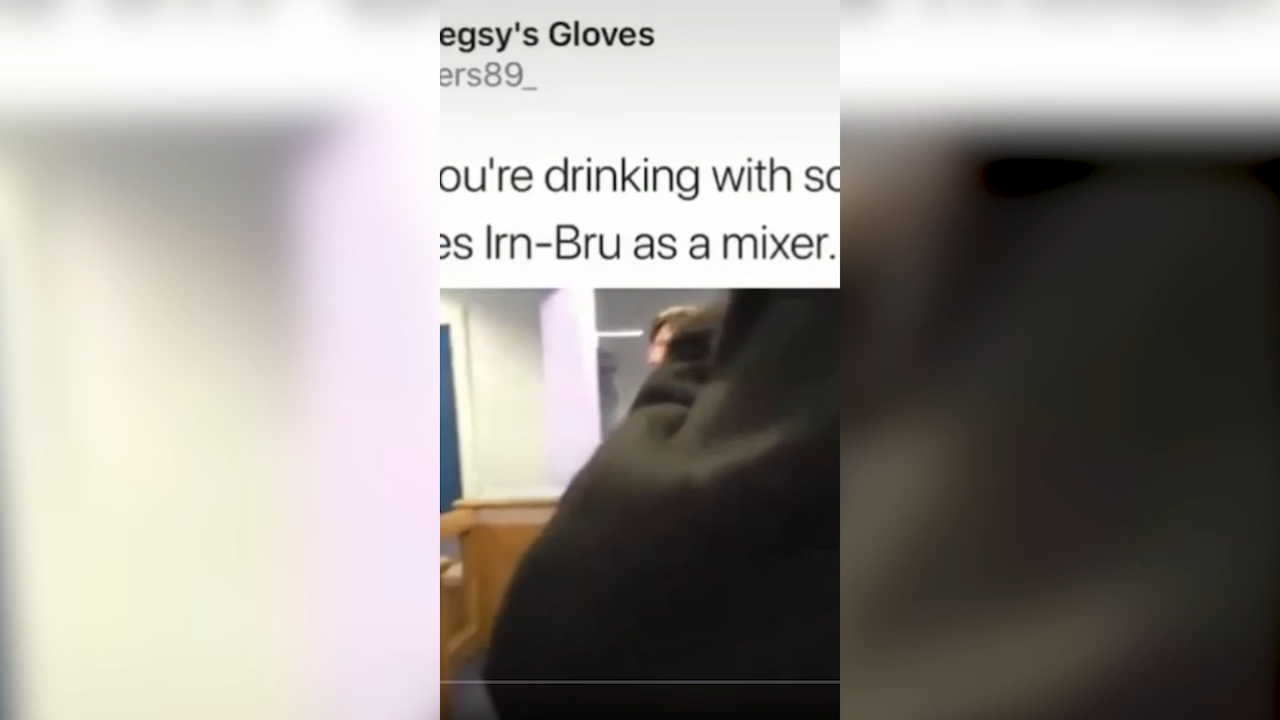 egsy's Gloves
ers89_
ou're drinking with so
es Irn-Bru as a mixer.